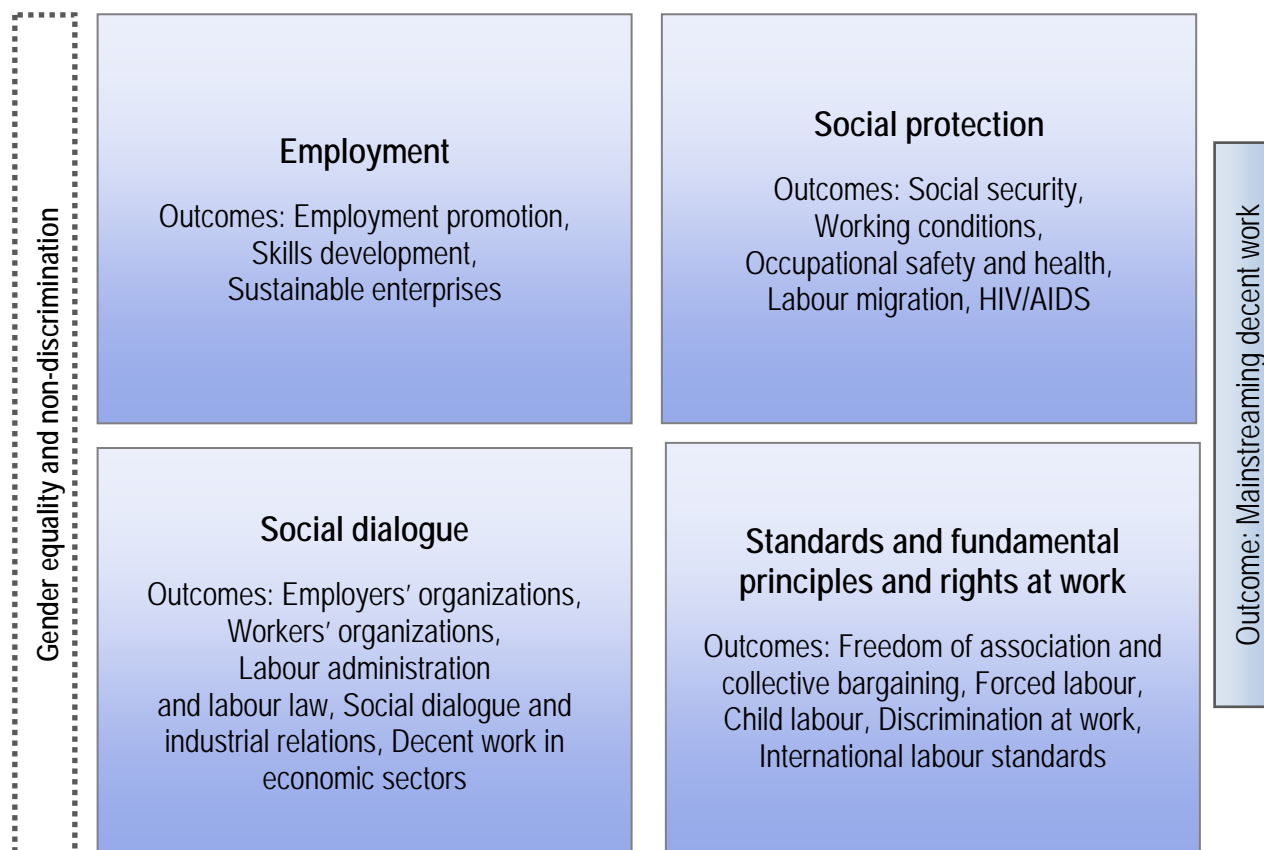 Gender equality and non-discrimination
Employment
Outcomes: Employment promotion,
Skills development,
Sustainable enterprises
Social protection
Outcomes: Social security,
Working conditions,
Occupational safety and health,
Labour migration, HIV/AIDS
Social dialogue
Outcomes: Employers’ organizations,
Workers’ organizations,
Labour administration
and labour law, Social dialogue and
industrial relations, Decent work in
economic sectors
Standards and fundamental
principles and rights at work
Outcomes: Freedom of association and
collective bargaining, Forced labour,
Child labour, Discrimination at work,
International labour standards
Outcome: Mainstreaming decent work